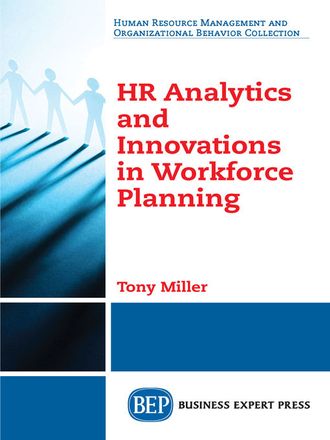 Human Resource Management and
Organizational Behavior Collection
HR Analytics
and
Innovations
in Workforce
Planning
Tony Miller
BEP BUSINESS EXPERT PRESS